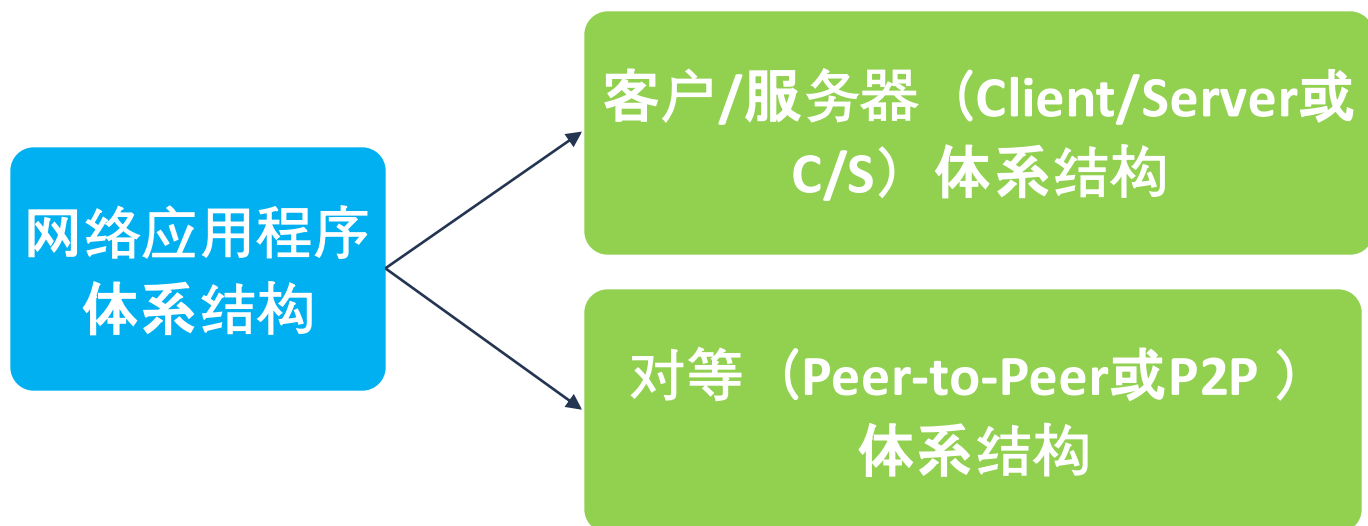 网络应用程序
体系结构
客户/服务器（Client/Server或
C/S）体系结构
对等（Peer-to-Peer或P2P ）
体系结构